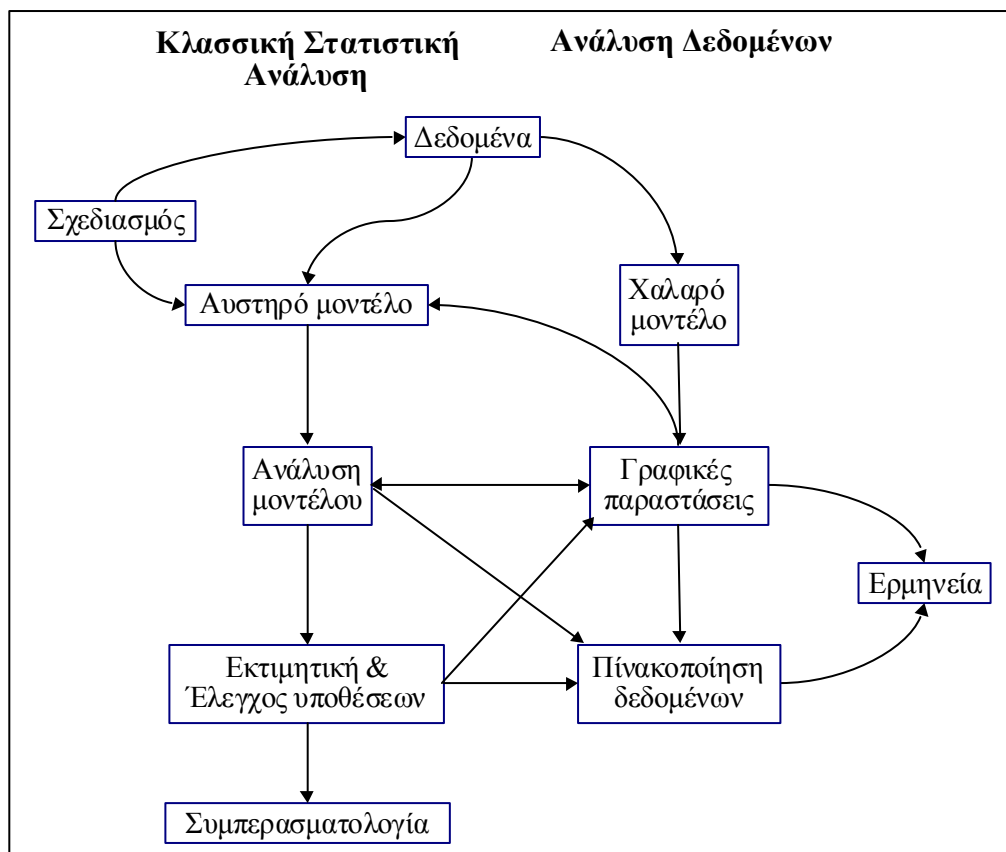 Κλασσική Στατιστική
Ανάλυση
Ανάλυση Δεδομένων
Δεδομένα
Σχεδιασμός
Αυστηρό μοντέλο
Χαλαρό
μοντέλο
Ανάλυση
μοντέλου
Γραφικές
παραστάσεις
Ερμηνεία
Εκτιμητική &
Έλεγχος υποθέσεων
Πίνακοποίηση
δεδομένων
Συμπερασματολογία